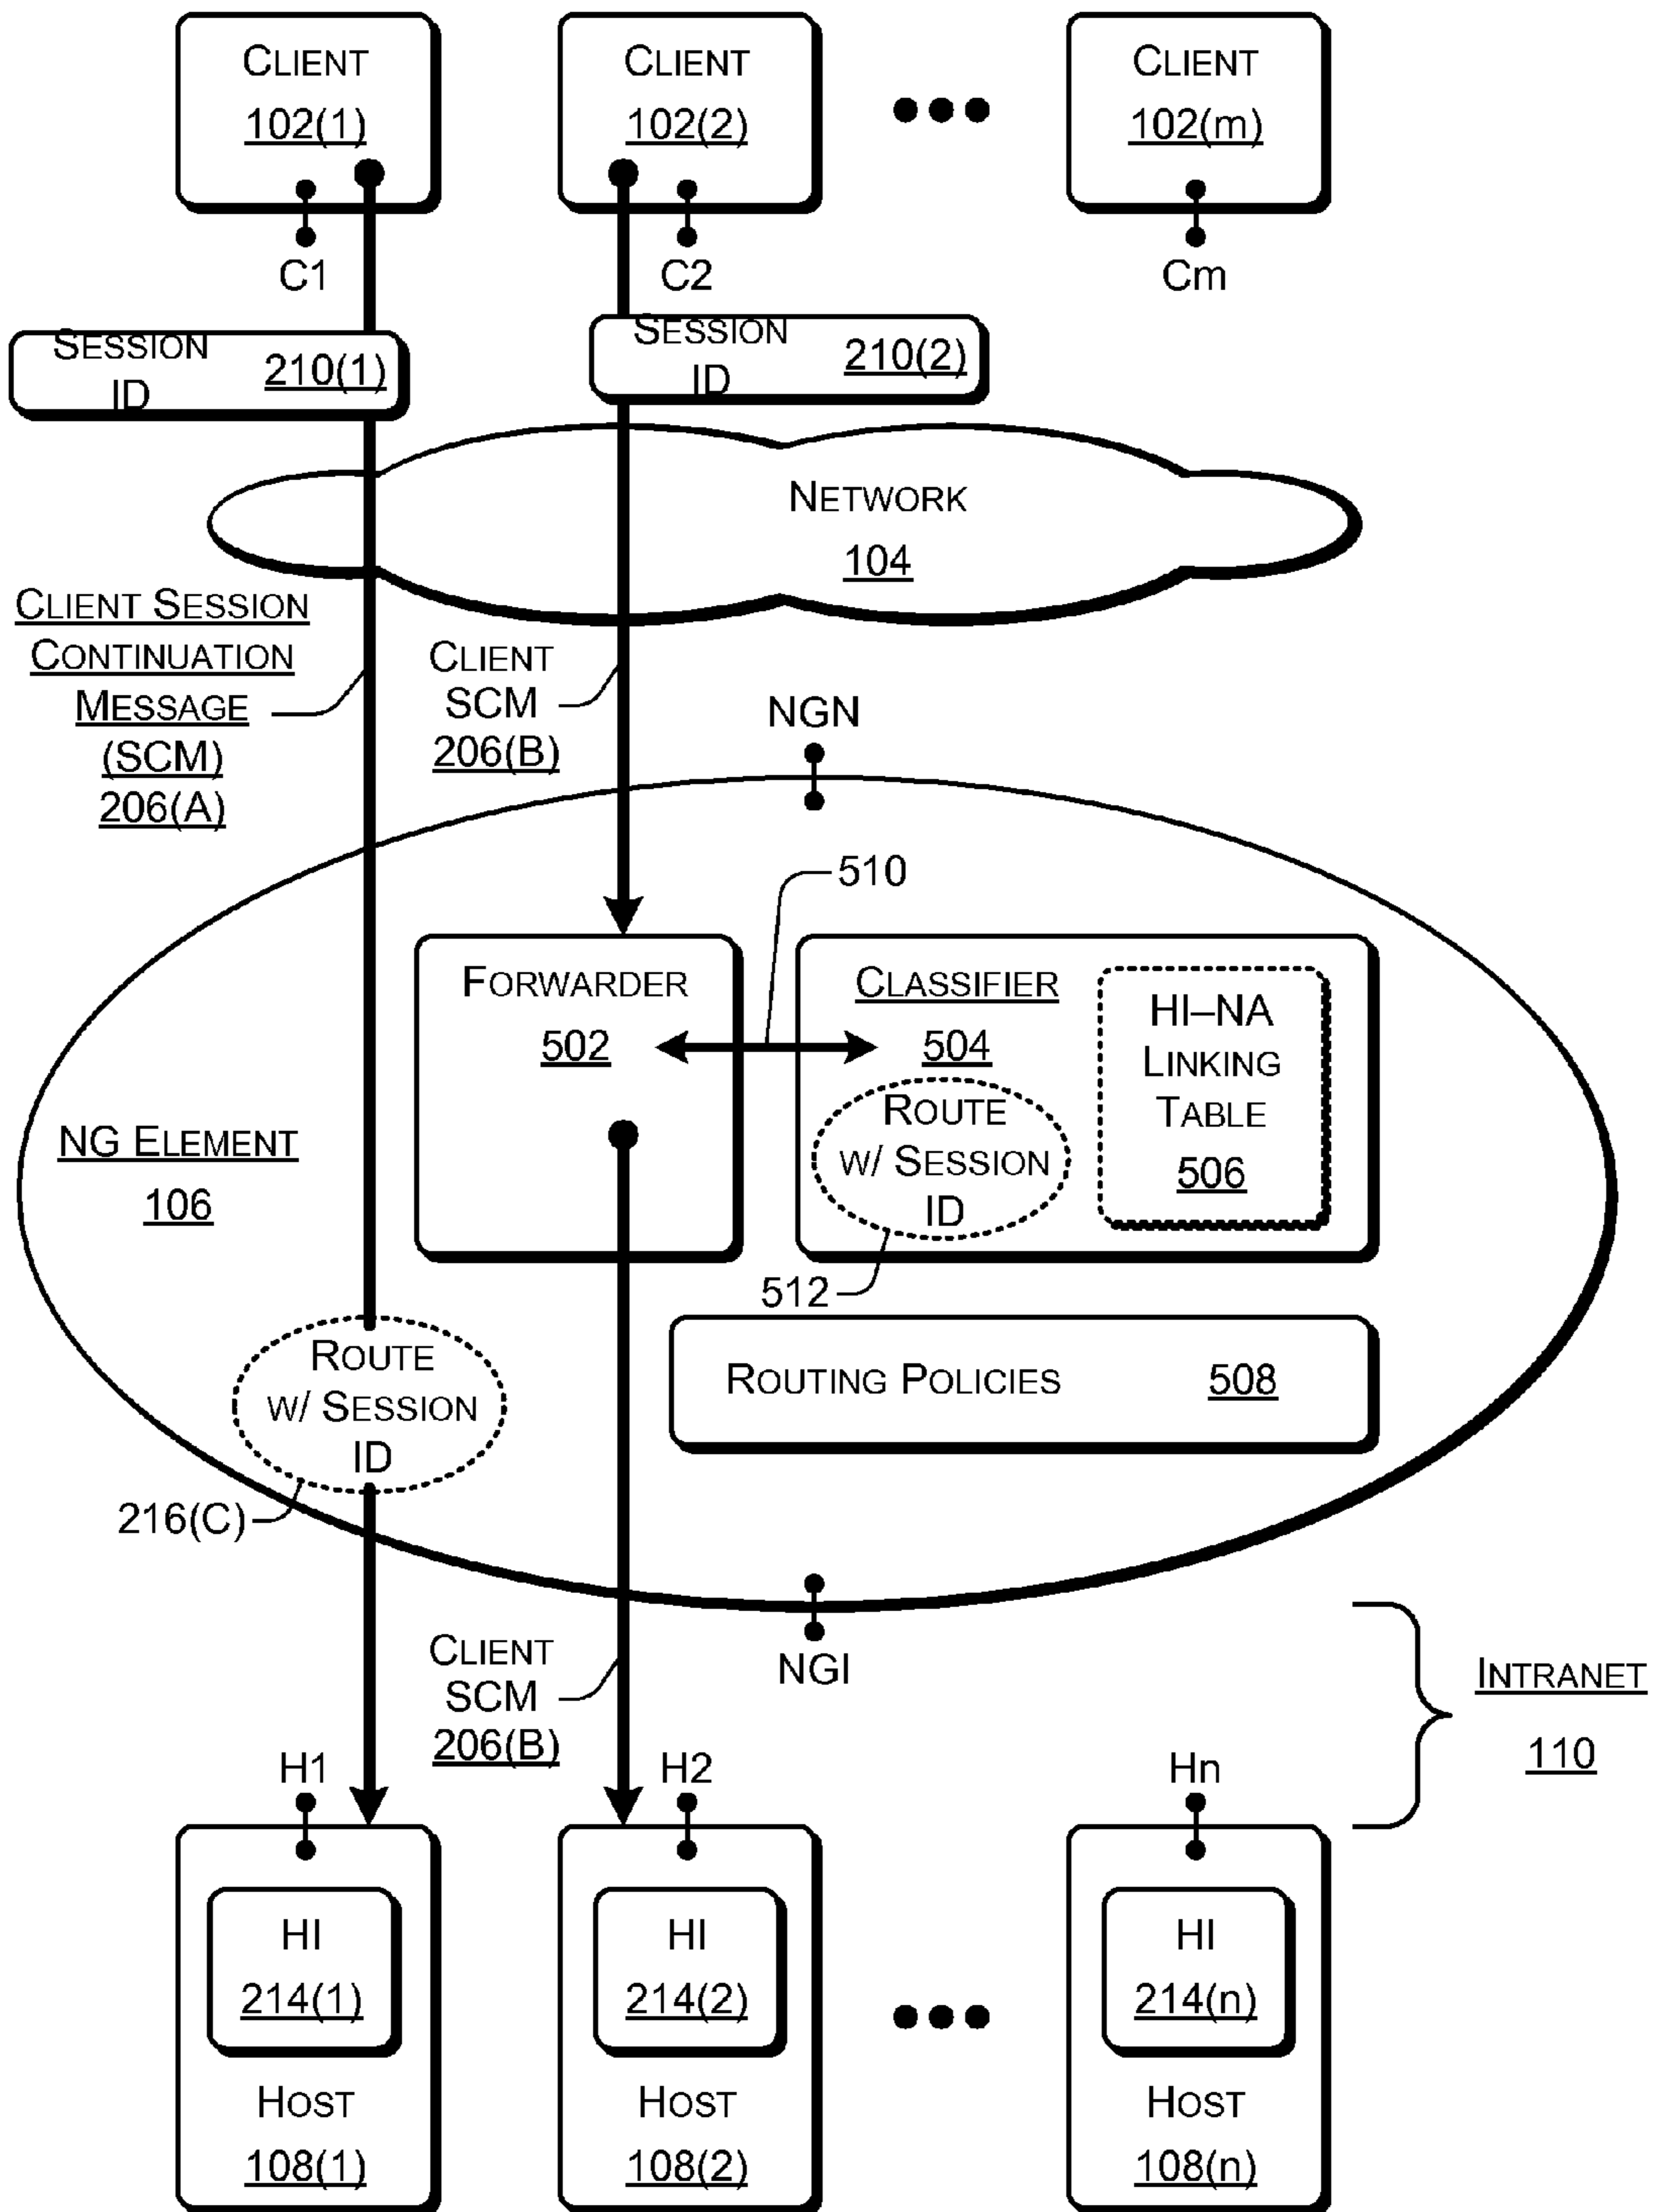 CLIENT
102(1)
CLIENT
102(2)
CLIENT
102(m)
C1
C2
Cm
SESSION
ID
210(1)
SESSION
ID
210(2)
NETWORK
104
CLIENT SESSION
CONTINUATION
MESSAGE
(SCM)
206(A)
CLIENT
SCM
206(B)
NGN
510
FORWARDER
502
CLASSIFIER
504
ROUTE
W/ SESSION
ID
HI–NA
LINKING
TABLE
506
NG ELEMENT
106
512
ROUTE
W/ SESSION
ID
ROUTING POLICIES 508
216(C)
CLIENT
SCM
206(B)
NGI
INTRANET
110
H1
H2
Hn
HI
214(1)
HI
214(2)
HI
214(n)
HOST
108(1)
HOST
108(2)
HOST
108(n)